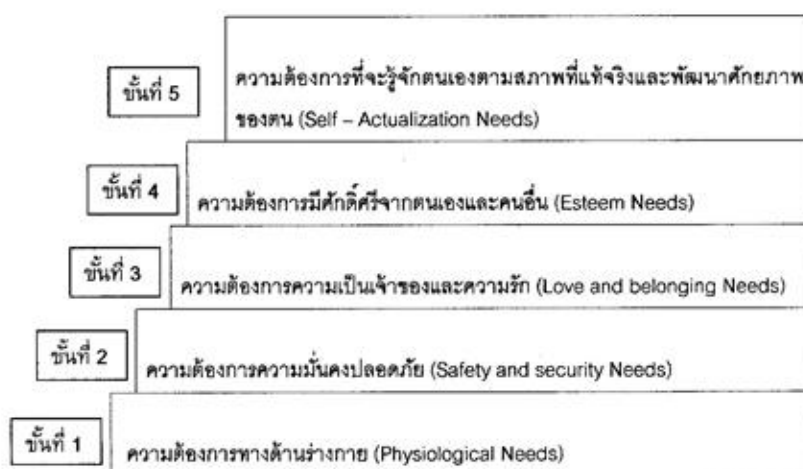 ขั้นที่ 5
ความต้องการที่จะรู้จักตนเองตามสภาพที่แท้จริงและพัฒนาศักยภาพ
ของตน (Self – Actualization Needs)
ขั้นที่ 4
ความต้องการมีศักดิ์ศรีจากตนเองและคนอื่น (Esteem Needs)
ขั้นที่ 3
ความต้องการความเป็นเจ้าของและความรัก (Love and belonging Needs)
ขั้นที่ 2
ความต้องการความมั่นคงปลอดภัย (Safety and security Needs)
ขั้นที่ 1
ความต้องการทางด้านร่างกาย (Physiological Needs)